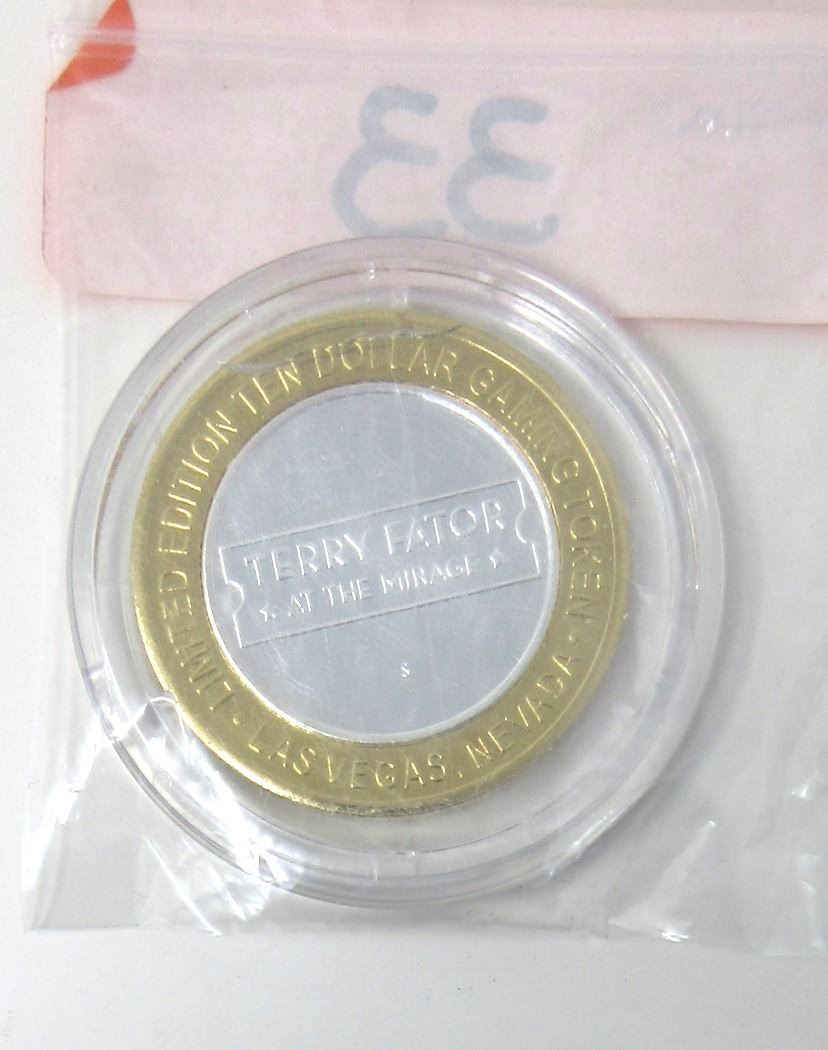 33
LIMITED EDITION TEN DOLLAR GAMING TOKEN
TERRY FATOR
★ AT THE MIRAGE ★
S
• LAS VEGAS, NEVADA •